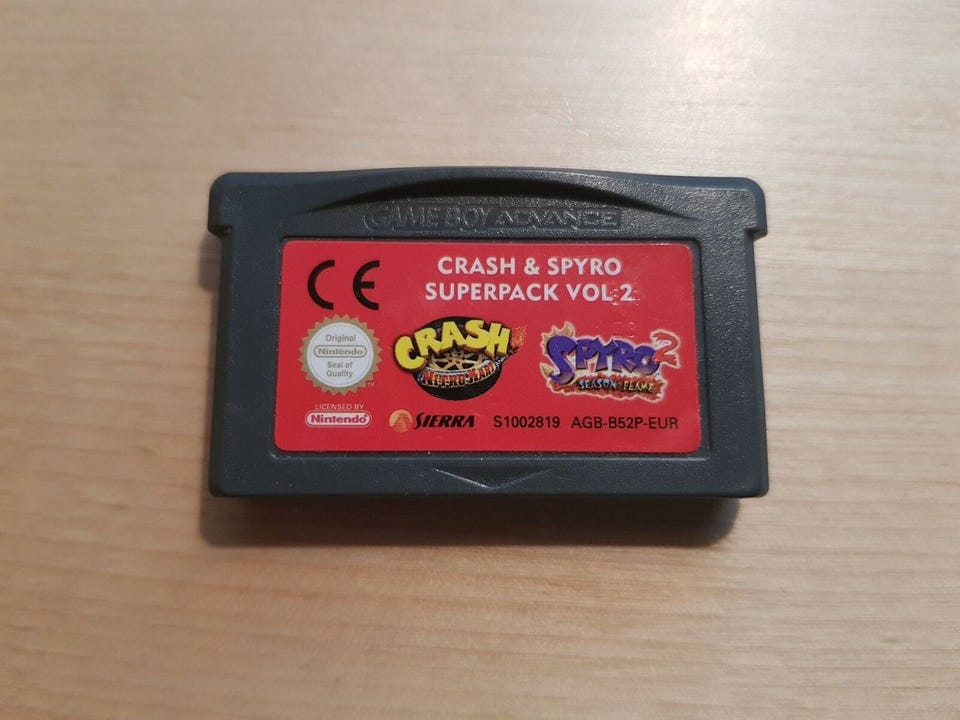 GAME BOY ADVANCE
CE
CRASH & SPYRO
SUPERPACK VOL 2
Original
Nintendo
Seal of
Quality
TM
CRASH
NITRO KART
SPYRO 2
SEASON FLAME
LICENSED BY
Nintendo
SIERRA
S1002819 AGB-B52P-EUR